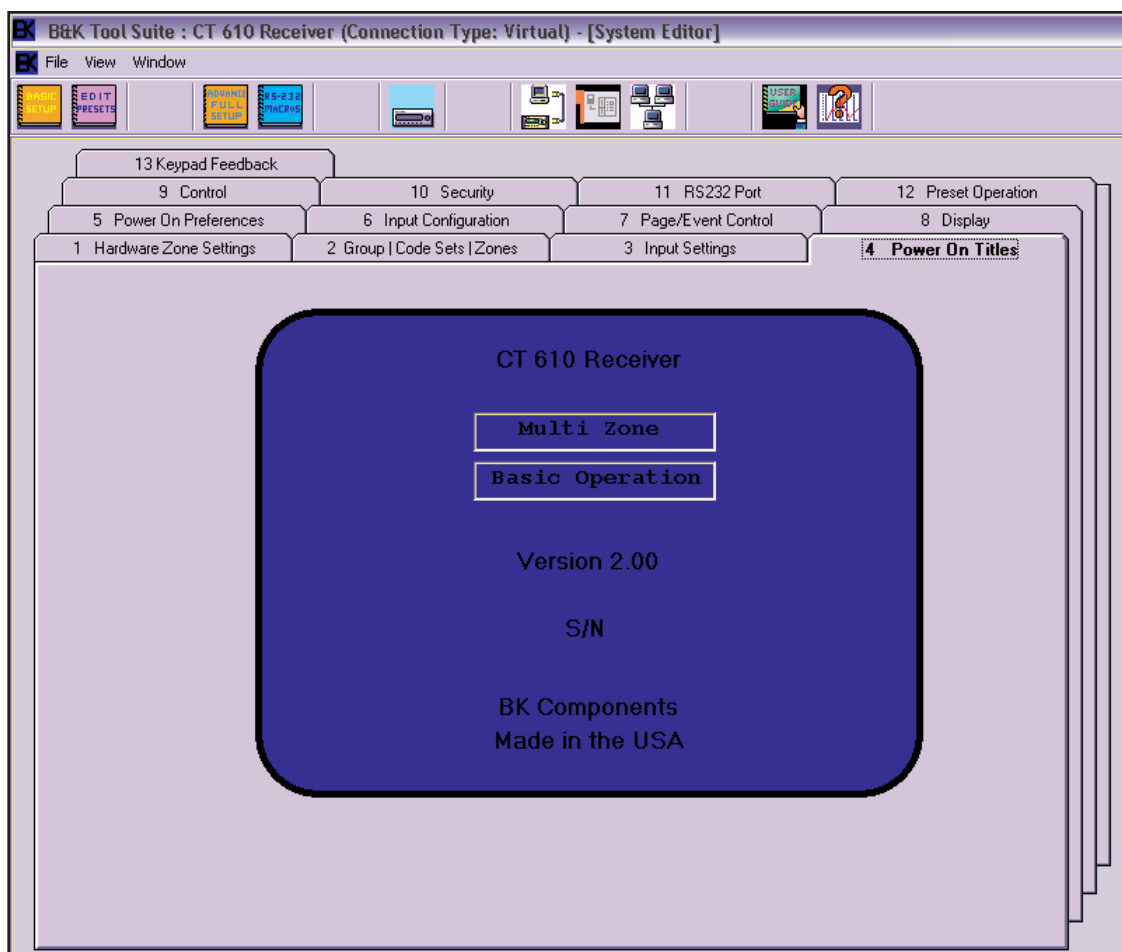 BK B&K Tool Suite : CT 610 Receiver (Connection Type: Virtual) - [System Editor]
BK File View Window
BASIC SETUP
EDIT PRESETS
ADVANCE FULL SETUP
RS-232 MACROS
USER GUIDE
13 Keypad Feedback
9 Control 10 Security 11 RS232 Port 12 Preset Operation
5 Power On Preferences 6 Input Configuration 7 Page/Event Control 8 Display
1 Hardware Zone Settings 2 Group | Code Sets | Zones 3 Input Settings 4 Power On Titles
CT 610 Receiver
Multi Zone
Basic Operation
Version 2.00
S/N
BK Components
Made in the USA